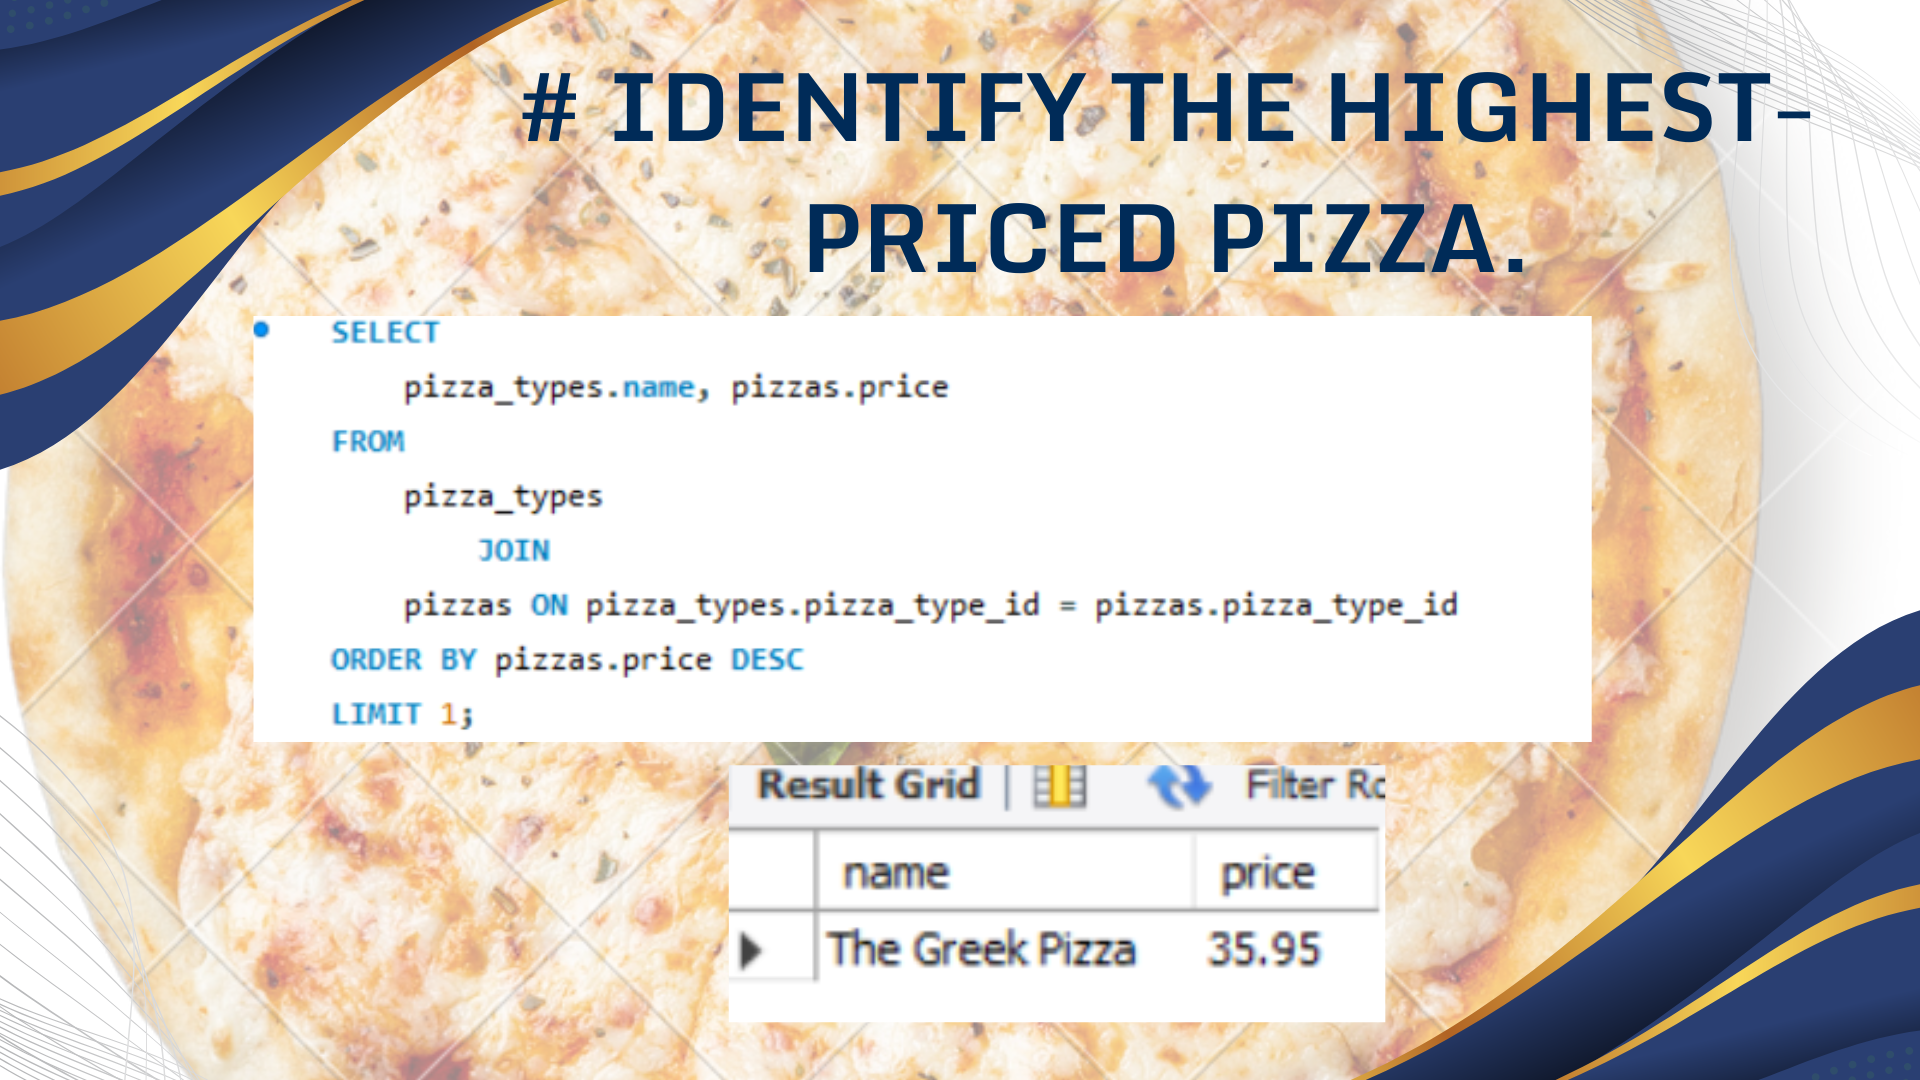 # IDENTIFY THE HIGHEST-
PRICED PIZZA.
SELECT
pizza_types.name, pizzas.price
FROM
pizza_types
JOIN
pizzas ON pizza_types.pizza_type_id = pizzas.pizza_type_id
ORDER BY pizzas.price DESC
LIMIT 1;
Result Grid | Filter Ro
name price
The Greek Pizza 35.95